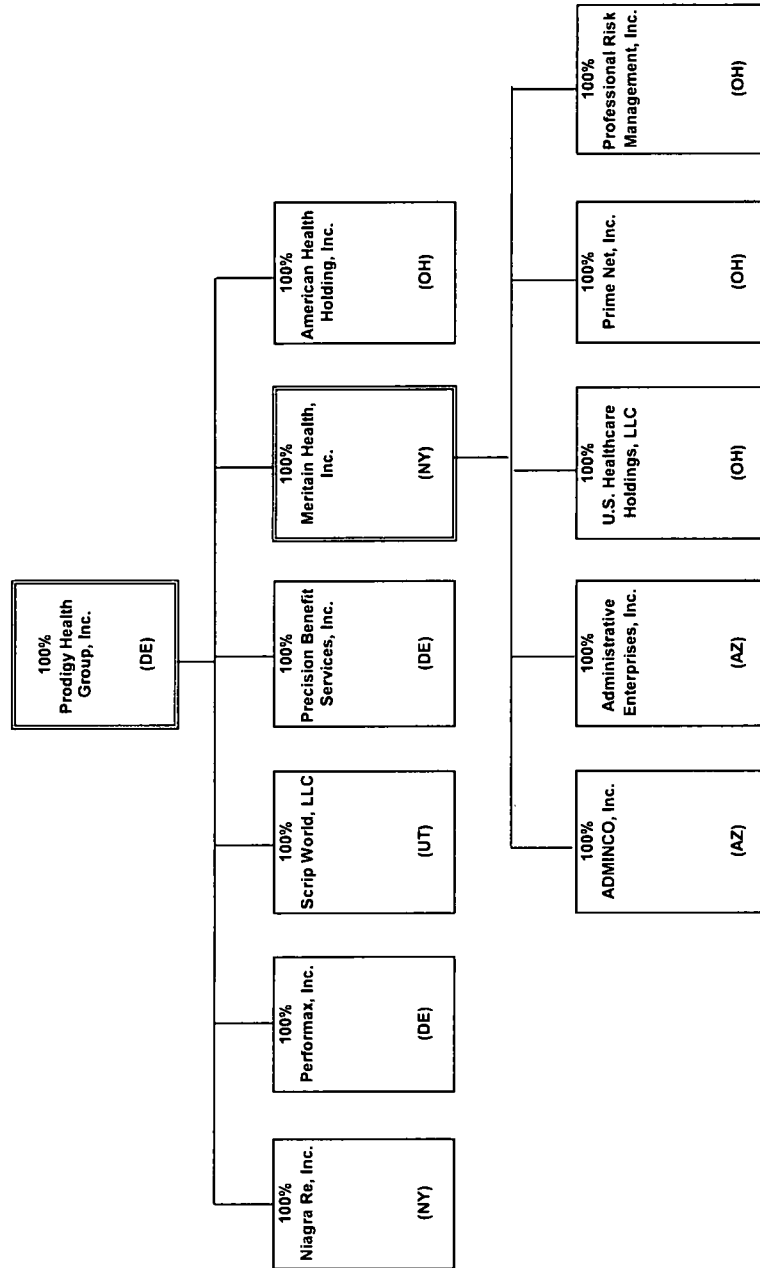 100%
Prodigy Health
Group, Inc.
(DE)
100%
Niagra Re, Inc.
(NY)
100%
Performax, Inc.
(DE)
100%
Scrip World, LLC
(UT)
100%
Precision Benefit
Services, Inc.
(DE)
100%
Meritain Health,
Inc.
(NY)
100%
American Health
Holding, Inc.
(OH)
100%
ADMINCO, Inc.
(AZ)
100%
Administrative
Enterprises, Inc.
(AZ)
100%
U.S. Healthcare
Holdings, LLC
(OH)
100%
Prime Net, Inc.
(OH)
100%
Professional Risk
Management, Inc.
(OH)